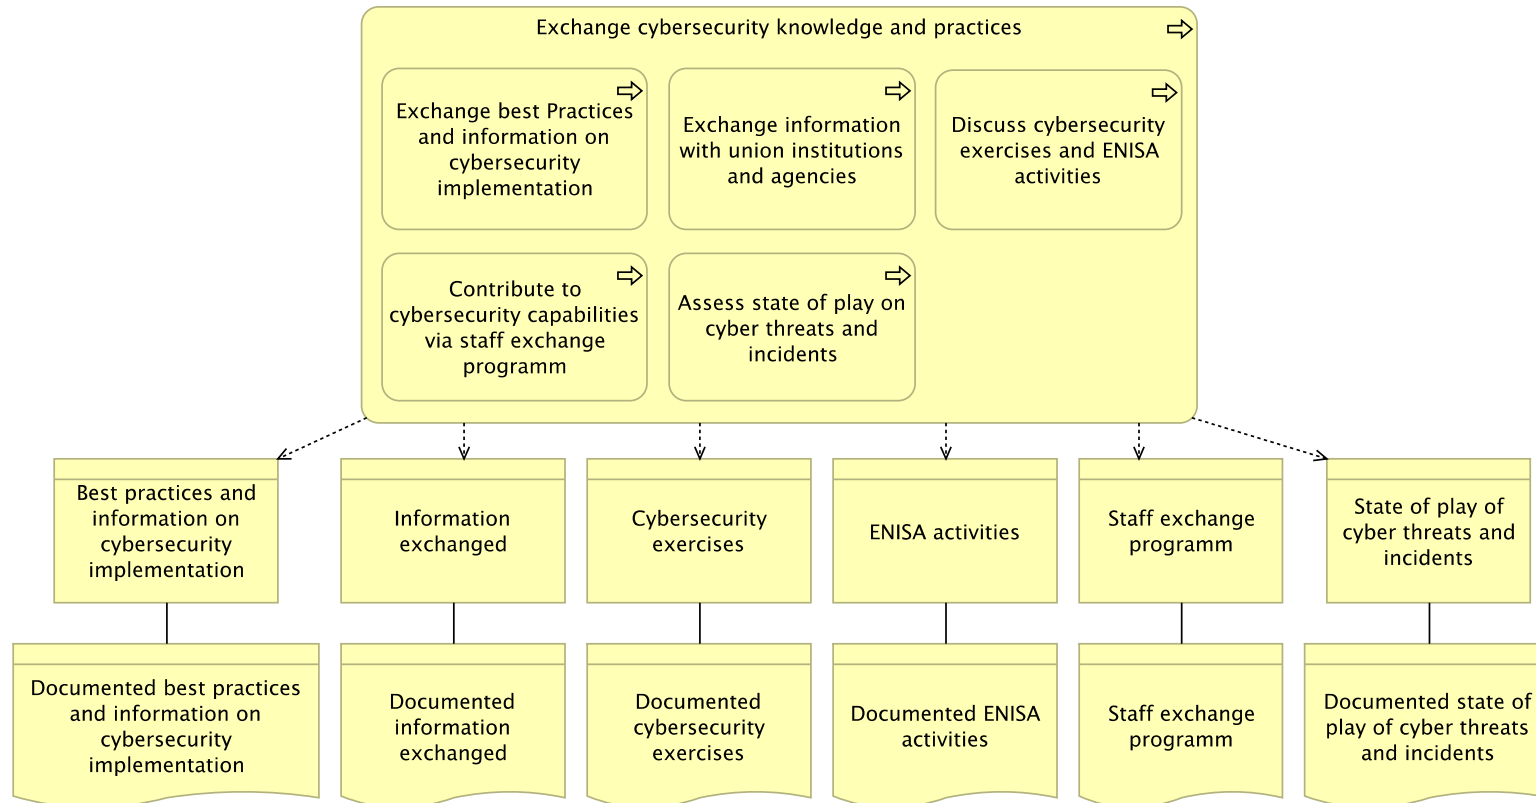 Exchange cybersecurity knowledge and practices
Exchange best Practices
and information on
cybersecurity
implementation
Exchange information
with union institutions
and agencies
Discuss cybersecurity
exercises and ENISA
activities
Contribute to
cybersecurity capabilities
via staff exchange
programm
Assess state of play on
cyber threats and
incidents
Best practices and
information on
cybersecurity
implementation
Information
exchanged
Cybersecurity
exercises
ENISA activities
Staff exchange
programm
State of play of
cyber threats and
incidents
Documented best practices
and information on
cybersecurity
implementation
Documented
information
exchanged
Documented
cybersecurity
exercises
Documented ENISA
activities
Staff exchange
programm
Documented state of
play of cyber threats
and incidents